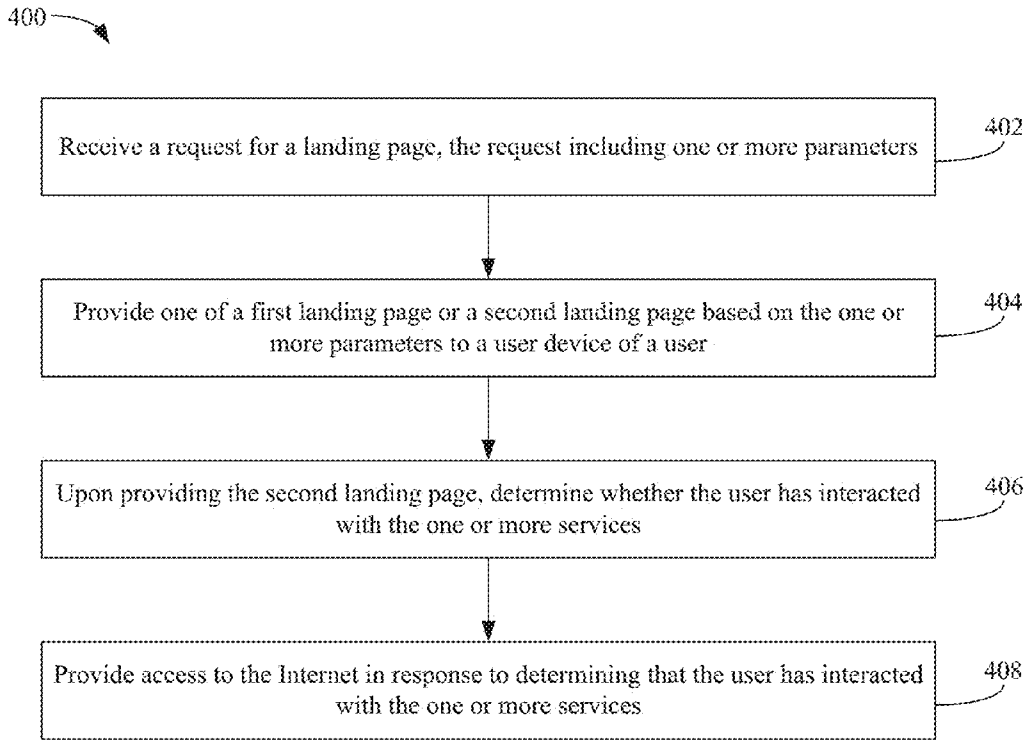 400
Receive a request for a landing page, the request including one or more parameters
402
Provide one of a first landing page or a second landing page based on the one or
more parameters to a user device of a user
404
Upon providing the second landing page, determine whether the user has interacted
with the one or more services
406
Provide access to the Internet in response to determining that the user has interacted
with the one or more services
408